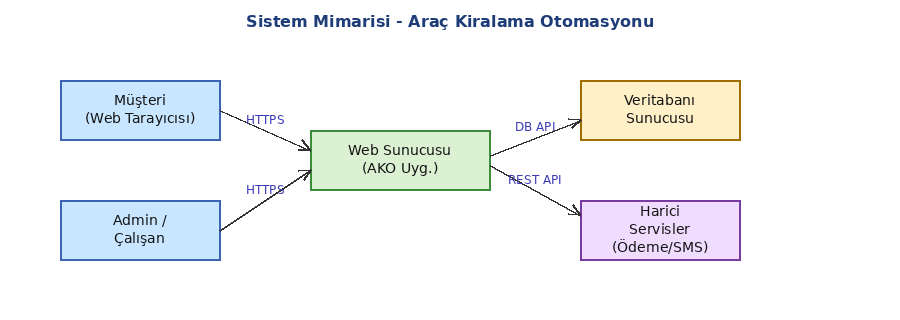 Sistem Mimarisi - Araç Kiralama Otomasyonu
Müşteri
(Web Tarayıcısı)
HTTPS
Admin /
Çalışan
HTTPS
Web Sunucusu
(AKO Uyg.)
DB API
Veritabanı
Sunucusu
REST API
Harici
Servisler
(Ödeme/SMS)